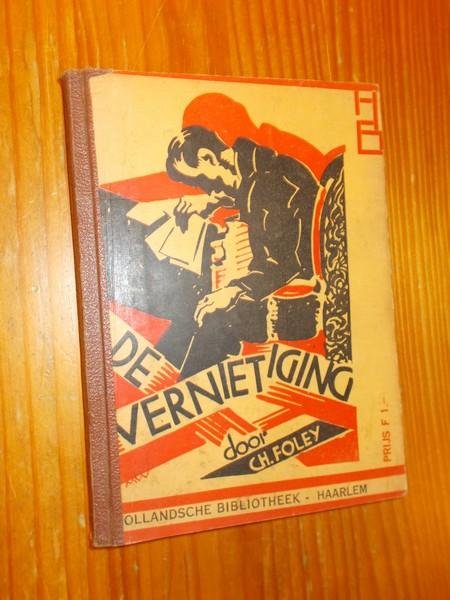 HB
DE
VERNIETIGING
door
CH. FOLEY
PRIJS F 1.-
OLLANDSCHE BIBLIOTHEEK - HAARLEM